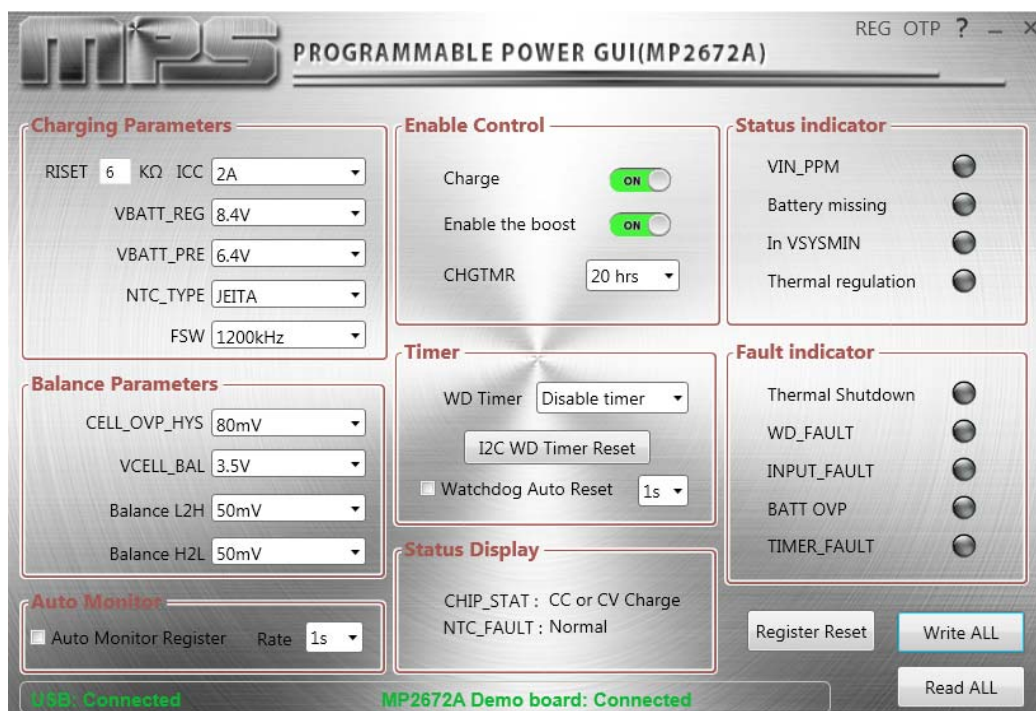 MPS
REG OTP ? – ×
PROGRAMMABLE POWER GUI(MP2672A)
Charging Parameters
RISET 6 KΩ ICC 2A
VBATT_REG 8.4V
VBATT_PRE 6.4V
NTC_TYPE JEITA
FSW 1200kHz
Balance Parameters
CELL_OVP_HYS 80mV
VCELL_BAL 3.5V
Balance L2H 50mV
Balance H2L 50mV
Auto Monitor
Auto Monitor Register Rate 1s
Enable Control
Charge ON
Enable the boost ON
CHGTMR 20 hrs
Timer
WD Timer Disable timer
I2C WD Timer Reset
Watchdog Auto Reset 1s
Status Display
CHIP_STAT : CC or CV Charge
NTC_FAULT : Normal
Status indicator
VIN_PPM
Battery missing
In VSYSMIN
Thermal regulation
Fault indicator
Thermal Shutdown
WD_FAULT
INPUT_FAULT
BATT OVP
TIMER_FAULT
Register Reset Write ALL
Read ALL
USB: Connected MP2672A Demo board: Connected